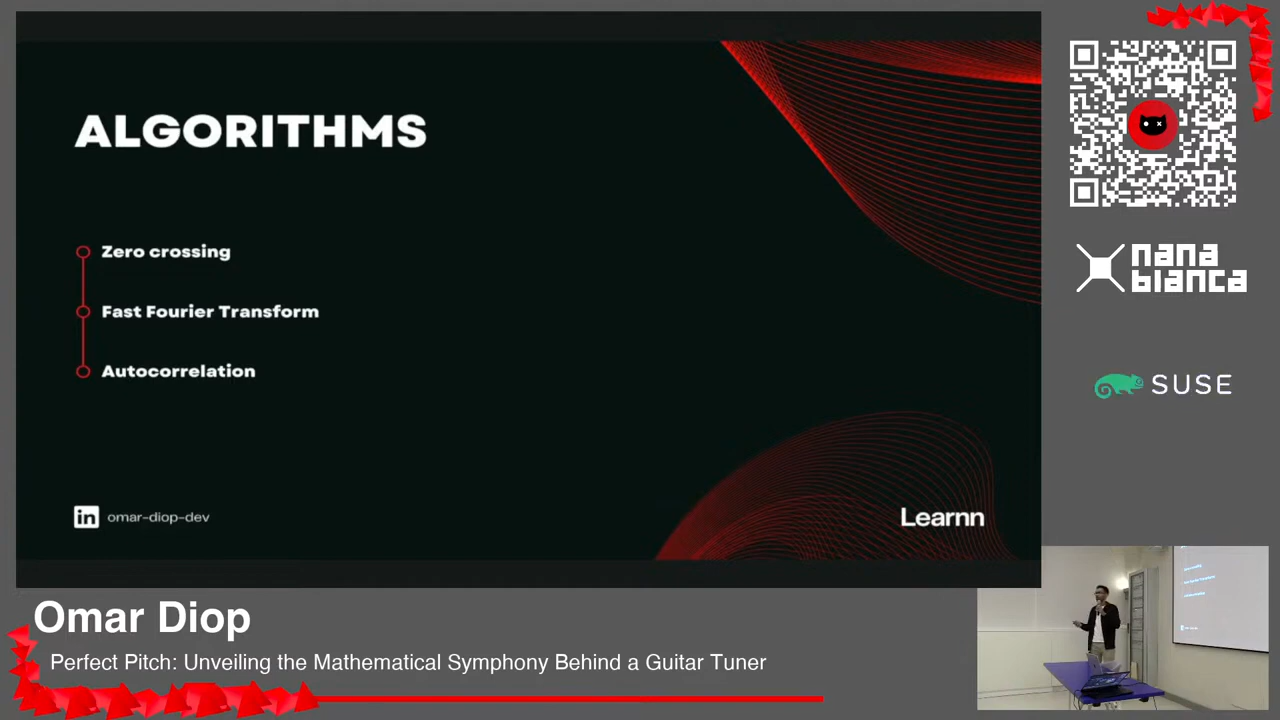 ALGORITHMS
Zero crossing
Fast Fourier Transform
Autocorrelation
in omar-diop-dev
Learnn
nana
bianca
SUSE
Omar Diop
Perfect Pitch: Unveiling the Mathematical Symphony Behind a Guitar Tuner